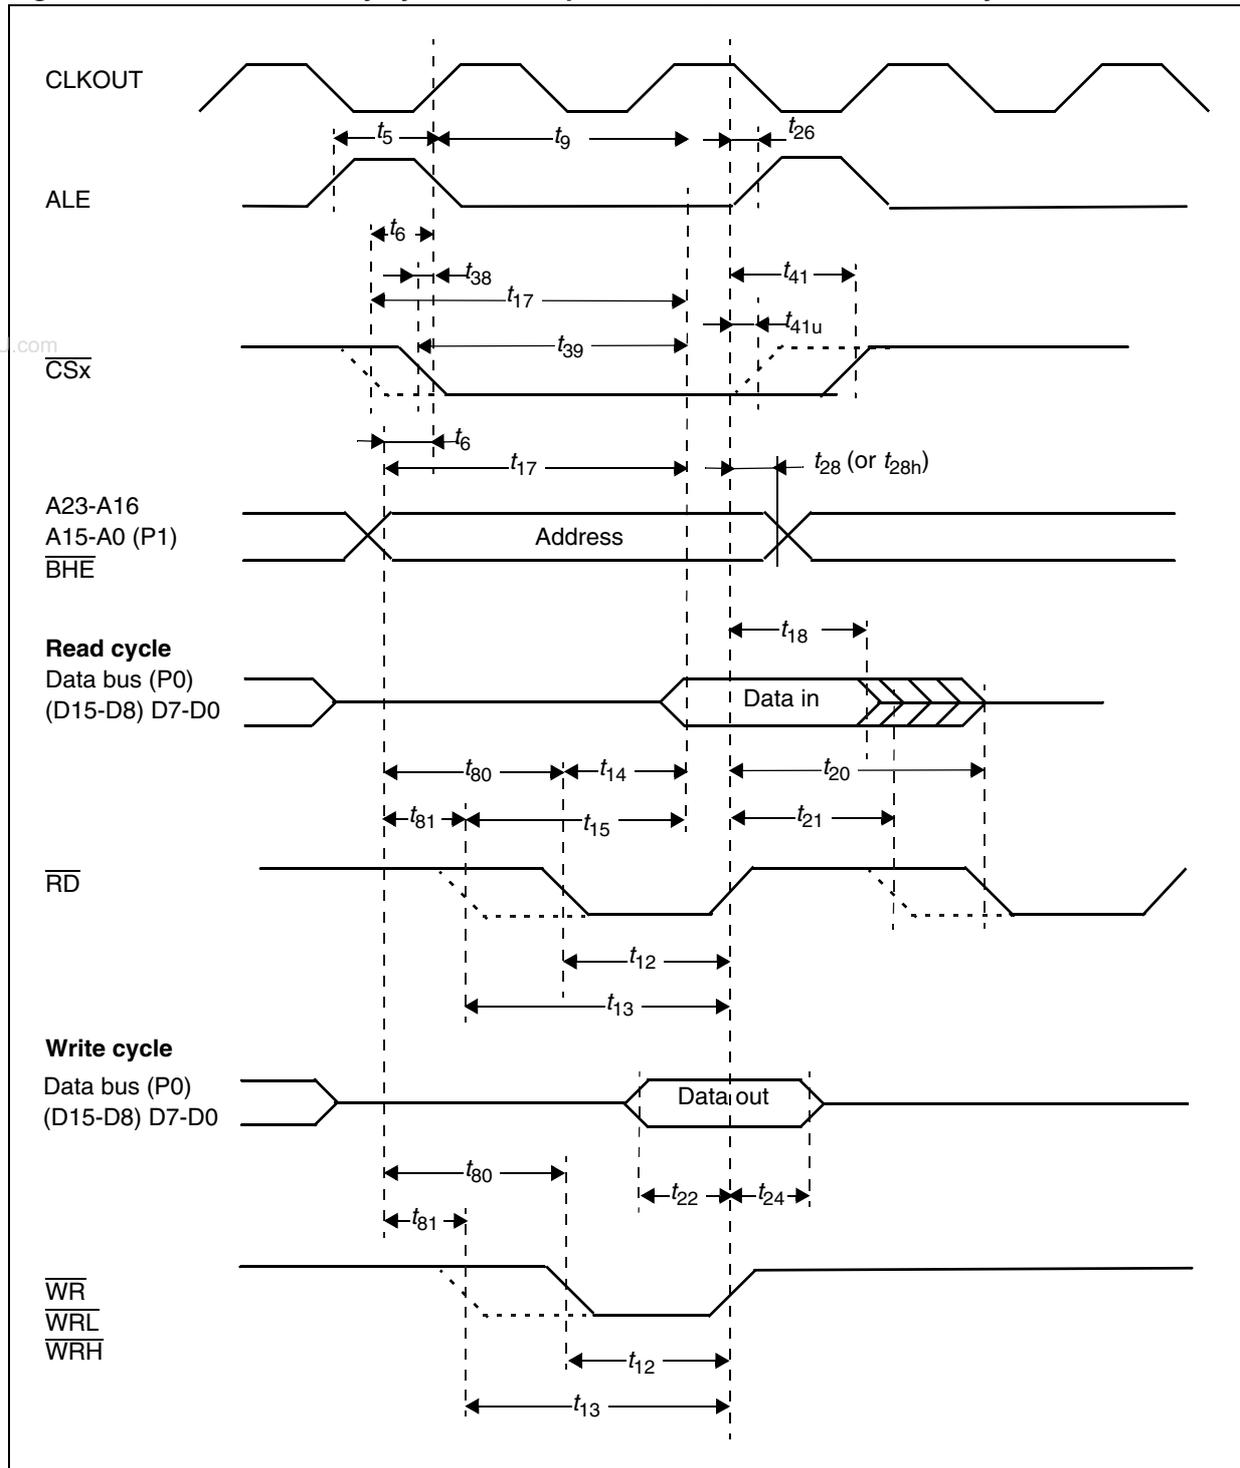 CLKOUT
t5
t9
t26
ALE
t6
t38
t41
t17
t41u
t39
J.com
CSx
t6
t17
t28 (or t28h)
A23-A16
A15-A0 (P1)
Address
BHE
t18
Read cycle
Data bus (P0)
Data in
(D15-D8) D7-D0
t80
t14
t20
t81
t15
t21
RD
t12
t13
Write cycle
Data bus (P0)
Data out
(D15-D8) D7-D0
t80
t22
t24
t81
WR
WRL
WRH
t12
t13